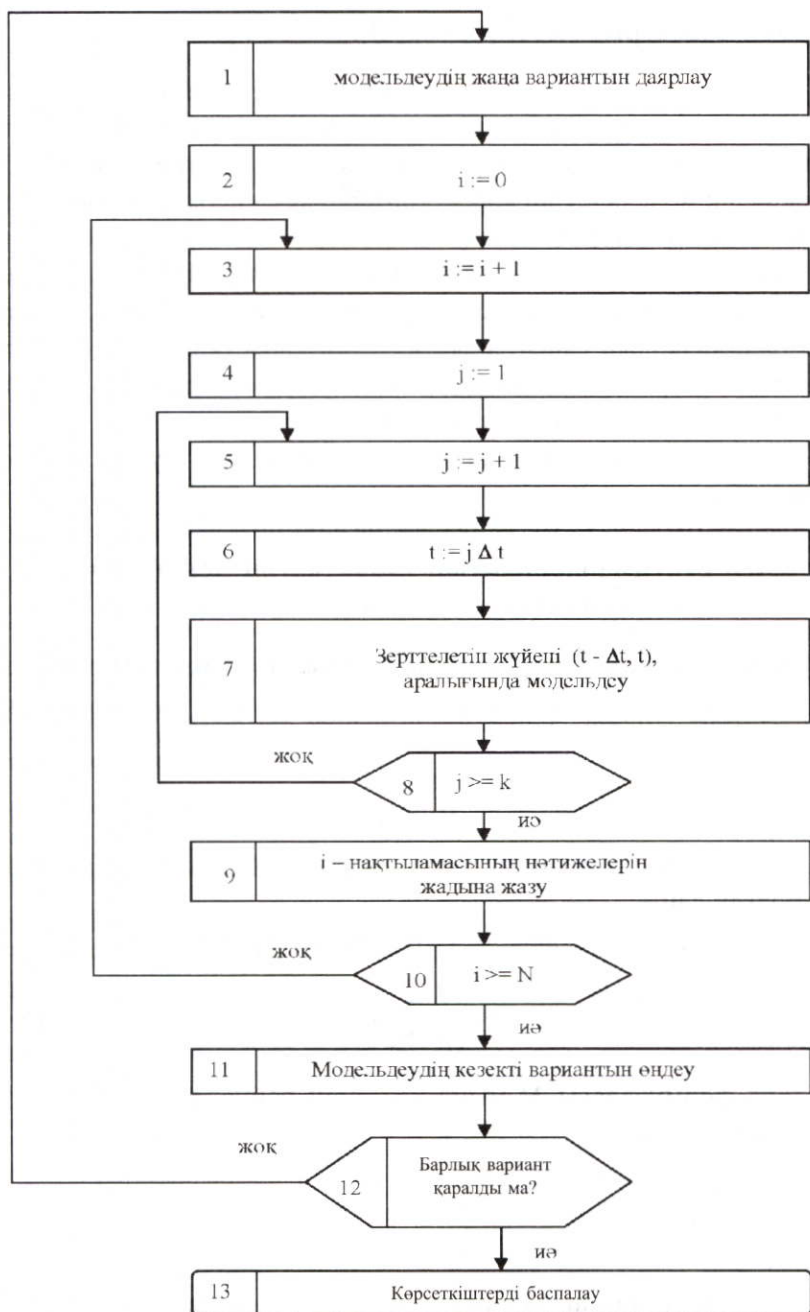 1 модельдеудің жаңа вариантын даярлау
2 i := 0
3 i := i + 1
4 j := 1
5 j := j + 1
6 t := j Δ t
7 Зерттелетін жүйені (t - Δt, t),
аралығында модельдеу
жоқ
8 j >= k
иә
9 i – нақтыламасының нәтижелерін
жадына жазу
жоқ
10 i >= N
иә
11 Модельдеудің кезекті вариантын өңдеу
жоқ
12 Барлық вариант
қаралды ма?
иә
13 Көрсеткіштерді баспалау